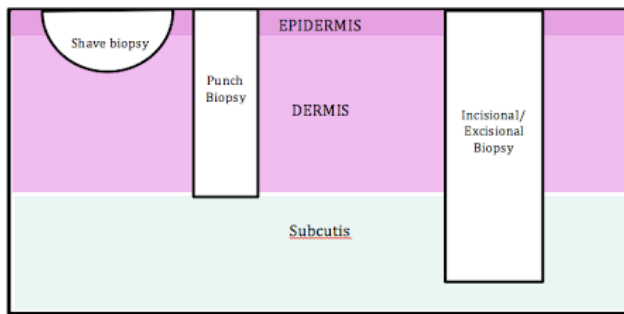 EPIDERMIS
Shave biopsy
Punch
Biopsy
DERMIS
Incisional/
Excisional
Biopsy
Subcutis